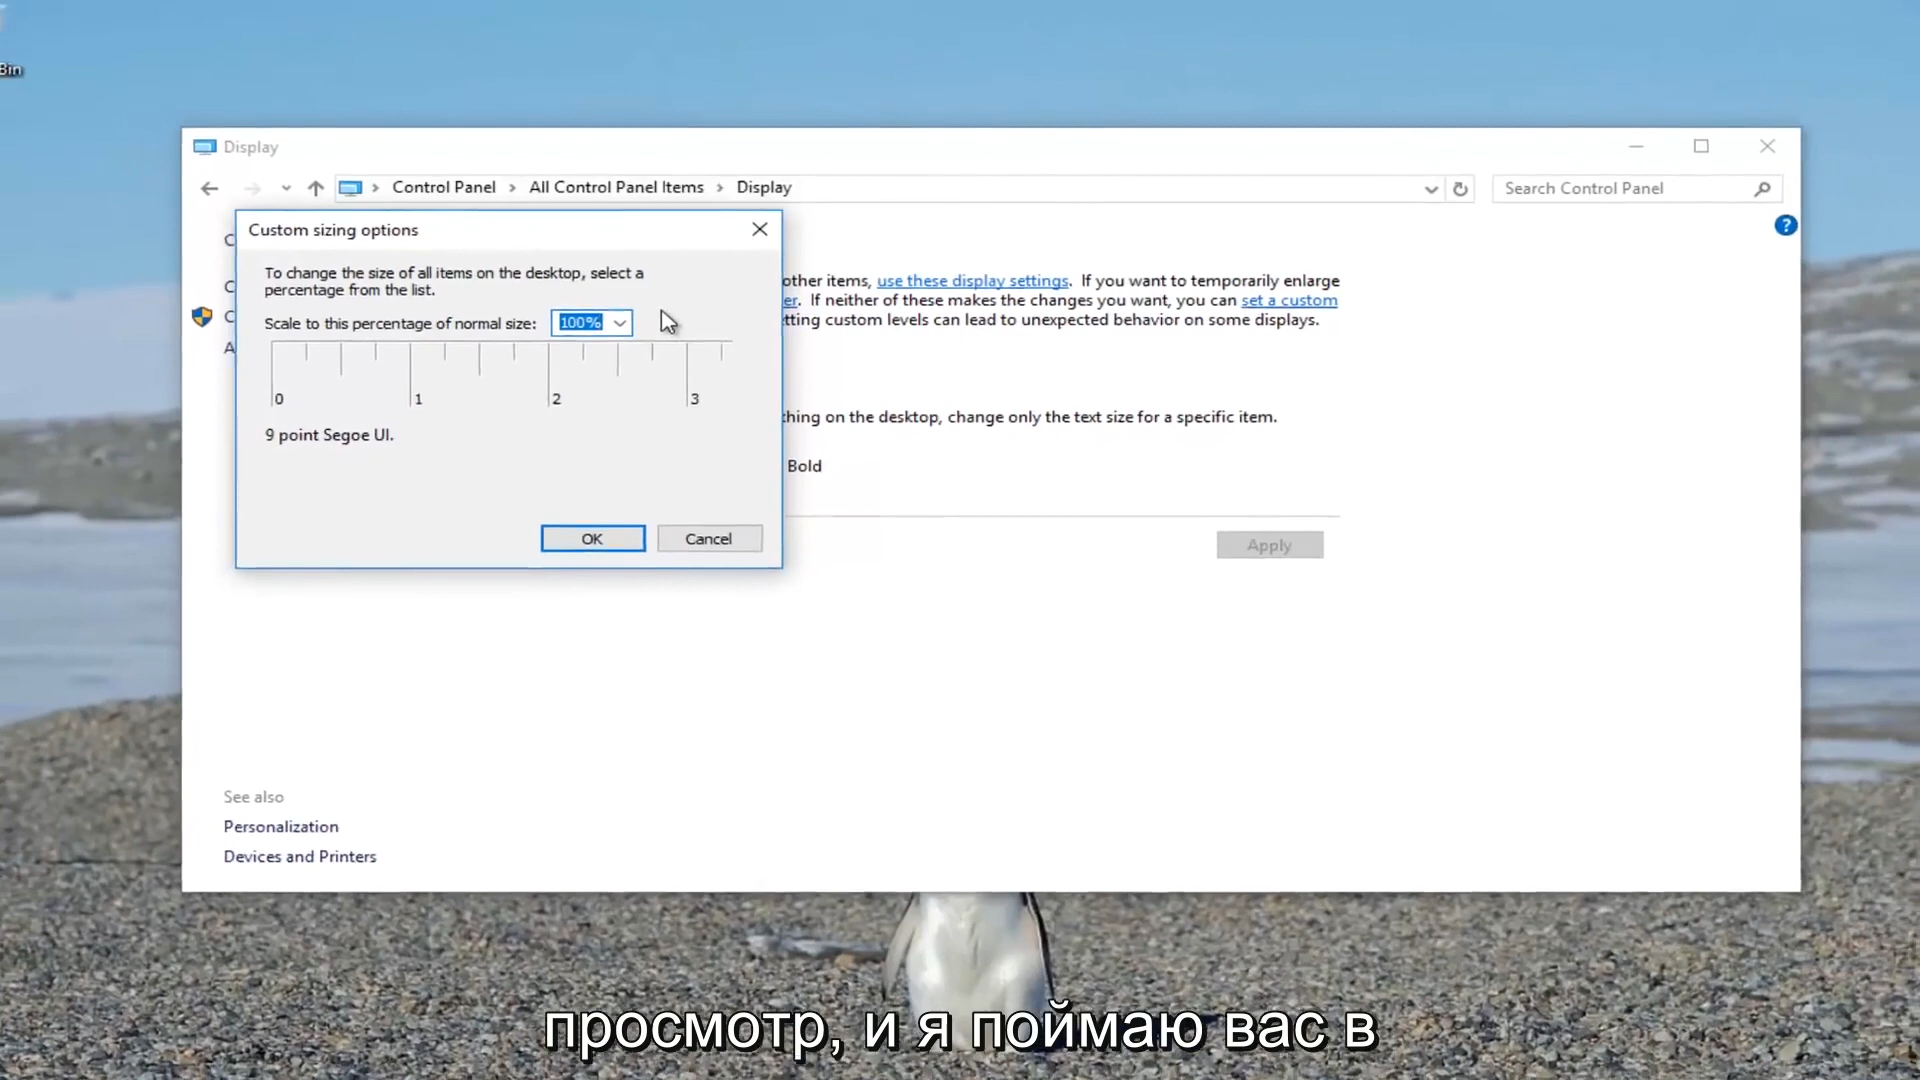 Bin
Display
Control Panel > All Control Panel Items > Display
Search Control Panel
Custom sizing options
To change the size of all items on the desktop, select a
percentage from the list.
Scale to this percentage of normal size: 100%
0 1 2 3
9 point Segoe UI.
OK Cancel
other items, use these display settings. If you want to temporarily enlarge
er. If neither of these makes the changes you want, you can set a custom
tting custom levels can lead to unexpected behavior on some displays.
hing on the desktop, change only the text size for a specific item.
Bold
Apply
See also
Personalization
Devices and Printers
просмотр, и я поймаю вас в